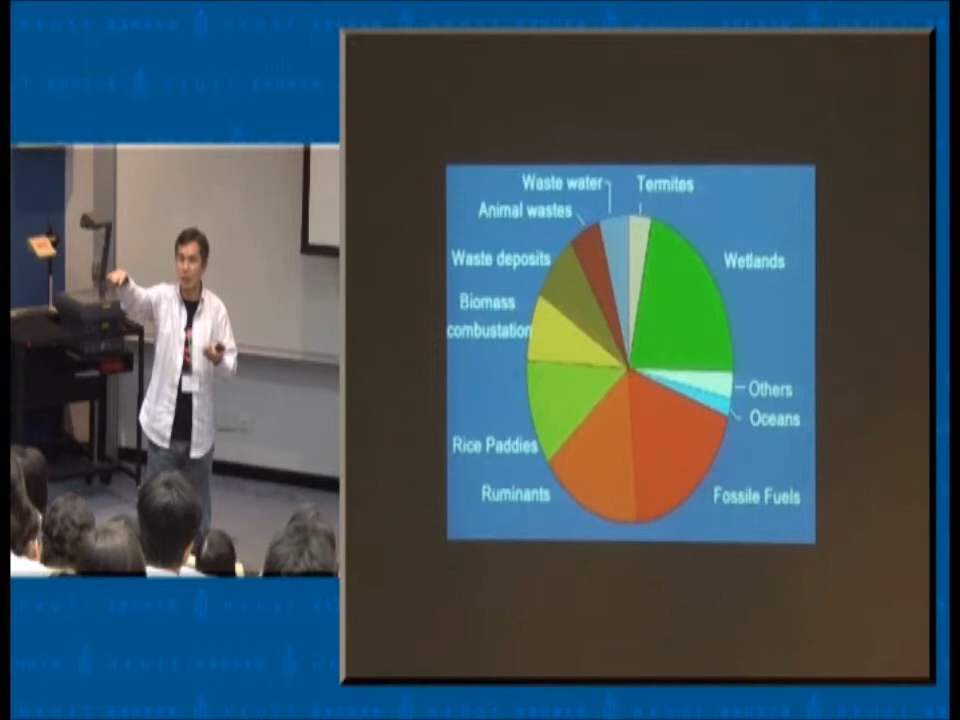 Waste water
Termites
Animal wastes
Waste deposits
Wetlands
Biomass
combustation
Others
Oceans
Rice Paddies
Ruminants
Fossile Fuels